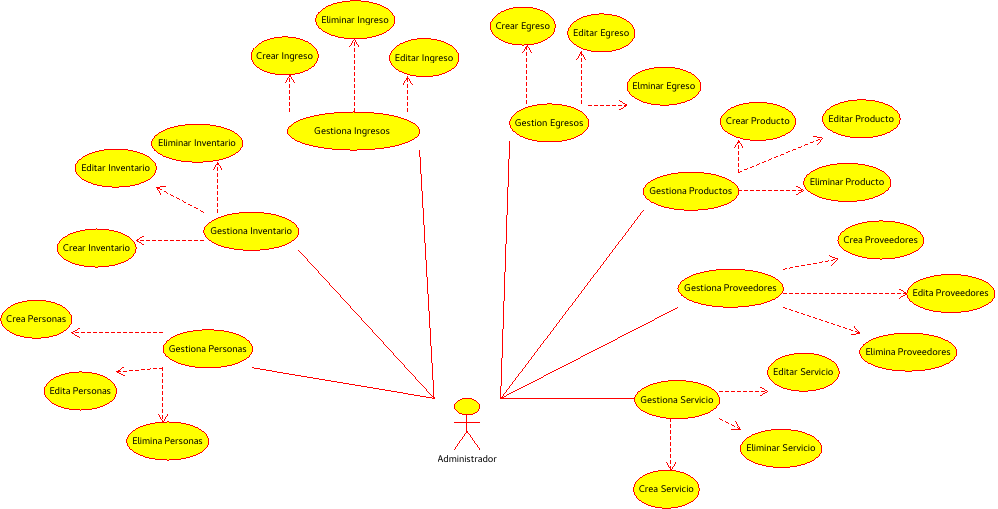 Eliminar Ingreso
Crear Egreso
Editar Egreso
Crear Ingreso
Editar Ingreso
Elminar Egreso
Gestiona Ingresos
Gestion Egresos
Crear Producto
Editar Producto
Eliminar Inventario
Editar Inventario
Gestiona Productos
Eliminar Producto
Gestiona Inventario
Crea Proveedores
Crear Inventario
Gestiona Proveedores
Edita Proveedores
Crea Personas
Gestiona Personas
Elimina Proveedores
Edita Personas
Editar Servicio
Gestiona Servicio
Elimina Personas
Eliminar Servicio
Administrador
Crea Servicio